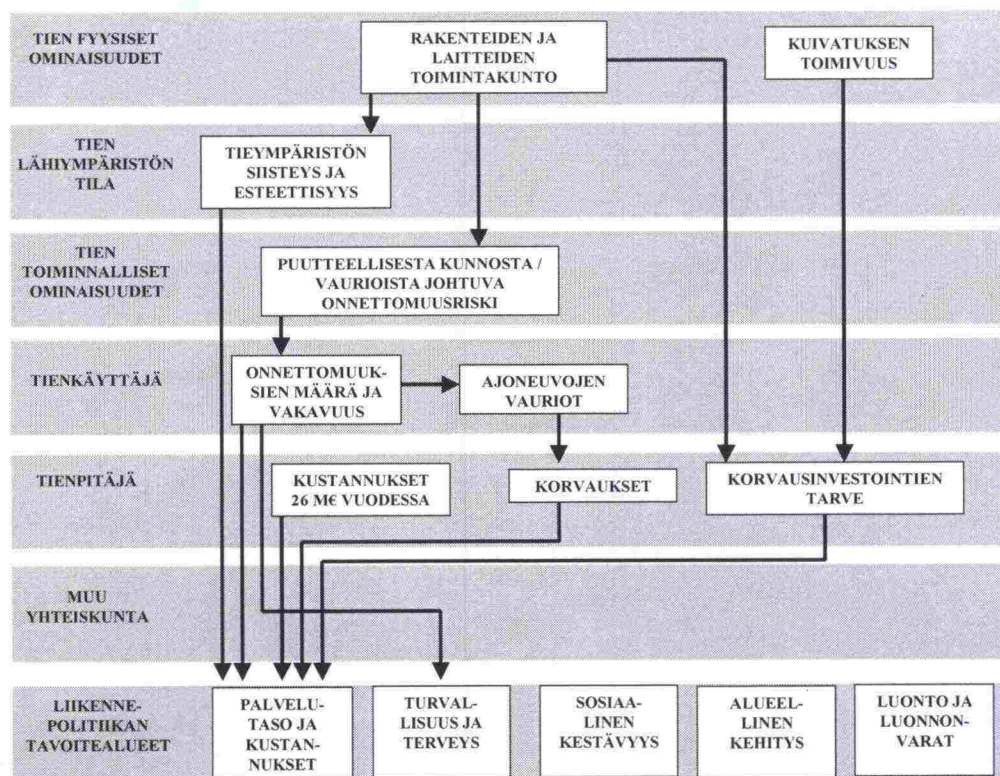 TIEN FYYSISET
OMINAISUUDET
RAKENTEIDEN JA
LAITTEIDEN
TOIMINTAKUNTO
KUIVATUKSEN
TOIMIVUUS
TIEN
LÄHIYMPÄRISTÖN
TILA
TIEYMPÄRISTÖN
SIISTEYS JA
ESTEETTISYYS
TIEN
TOIMINNALLISET
OMINAISUUDET
PUUTTEELLISESTA KUNNOSTA /
VAURIOISTA JOHTUVA
ONNETTOMUUSRISKI
TIENKÄYTTÄJÄ
ONNETTOMUUK-
SIEN MÄÄRÄ JA
VAKAVUUS
AJONEUVOJEN
VAURIOT
TIENPITÄJÄ
KUSTANNUKSET
26 M€ VUODESSA
KORVAUKSET
KORVAUSINVESTOINTIEN
TARVE
MUU
YHTEISKUNTA
LIIKENNE-
POLITIIKAN
TAVOITEALUEET
PALVELU-
TASO JA
KUSTAN-
NUKSET
TURVAL-
LISUUS JA
TERVEYS
SOSIAA-
LINEN
KESTÄVYYS
ALUEEL-
LINEN
KEHITYS
LUONTO JA
LUONNON-
VARAT